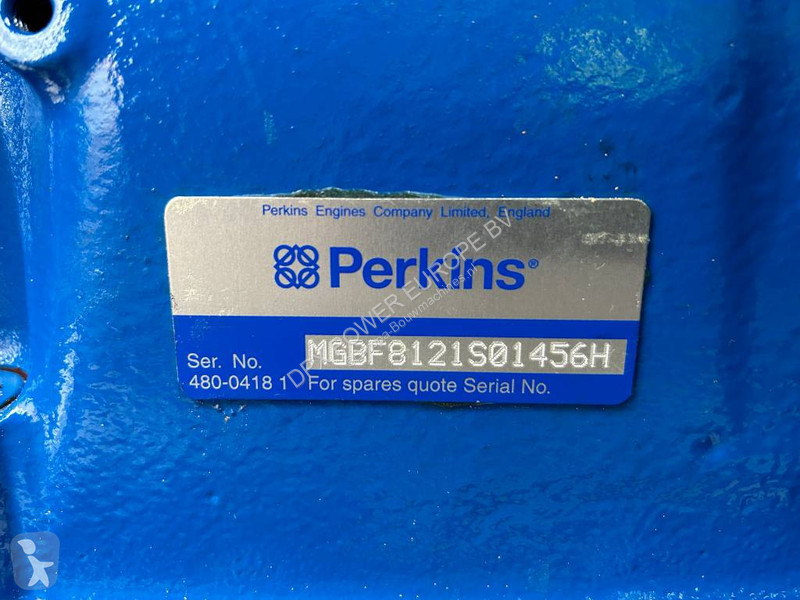 Perkins Engines Company Limited, England
Perkins®
Ser. No. MGBF8121S01456H
480-0418 1 For spares quote Serial No.